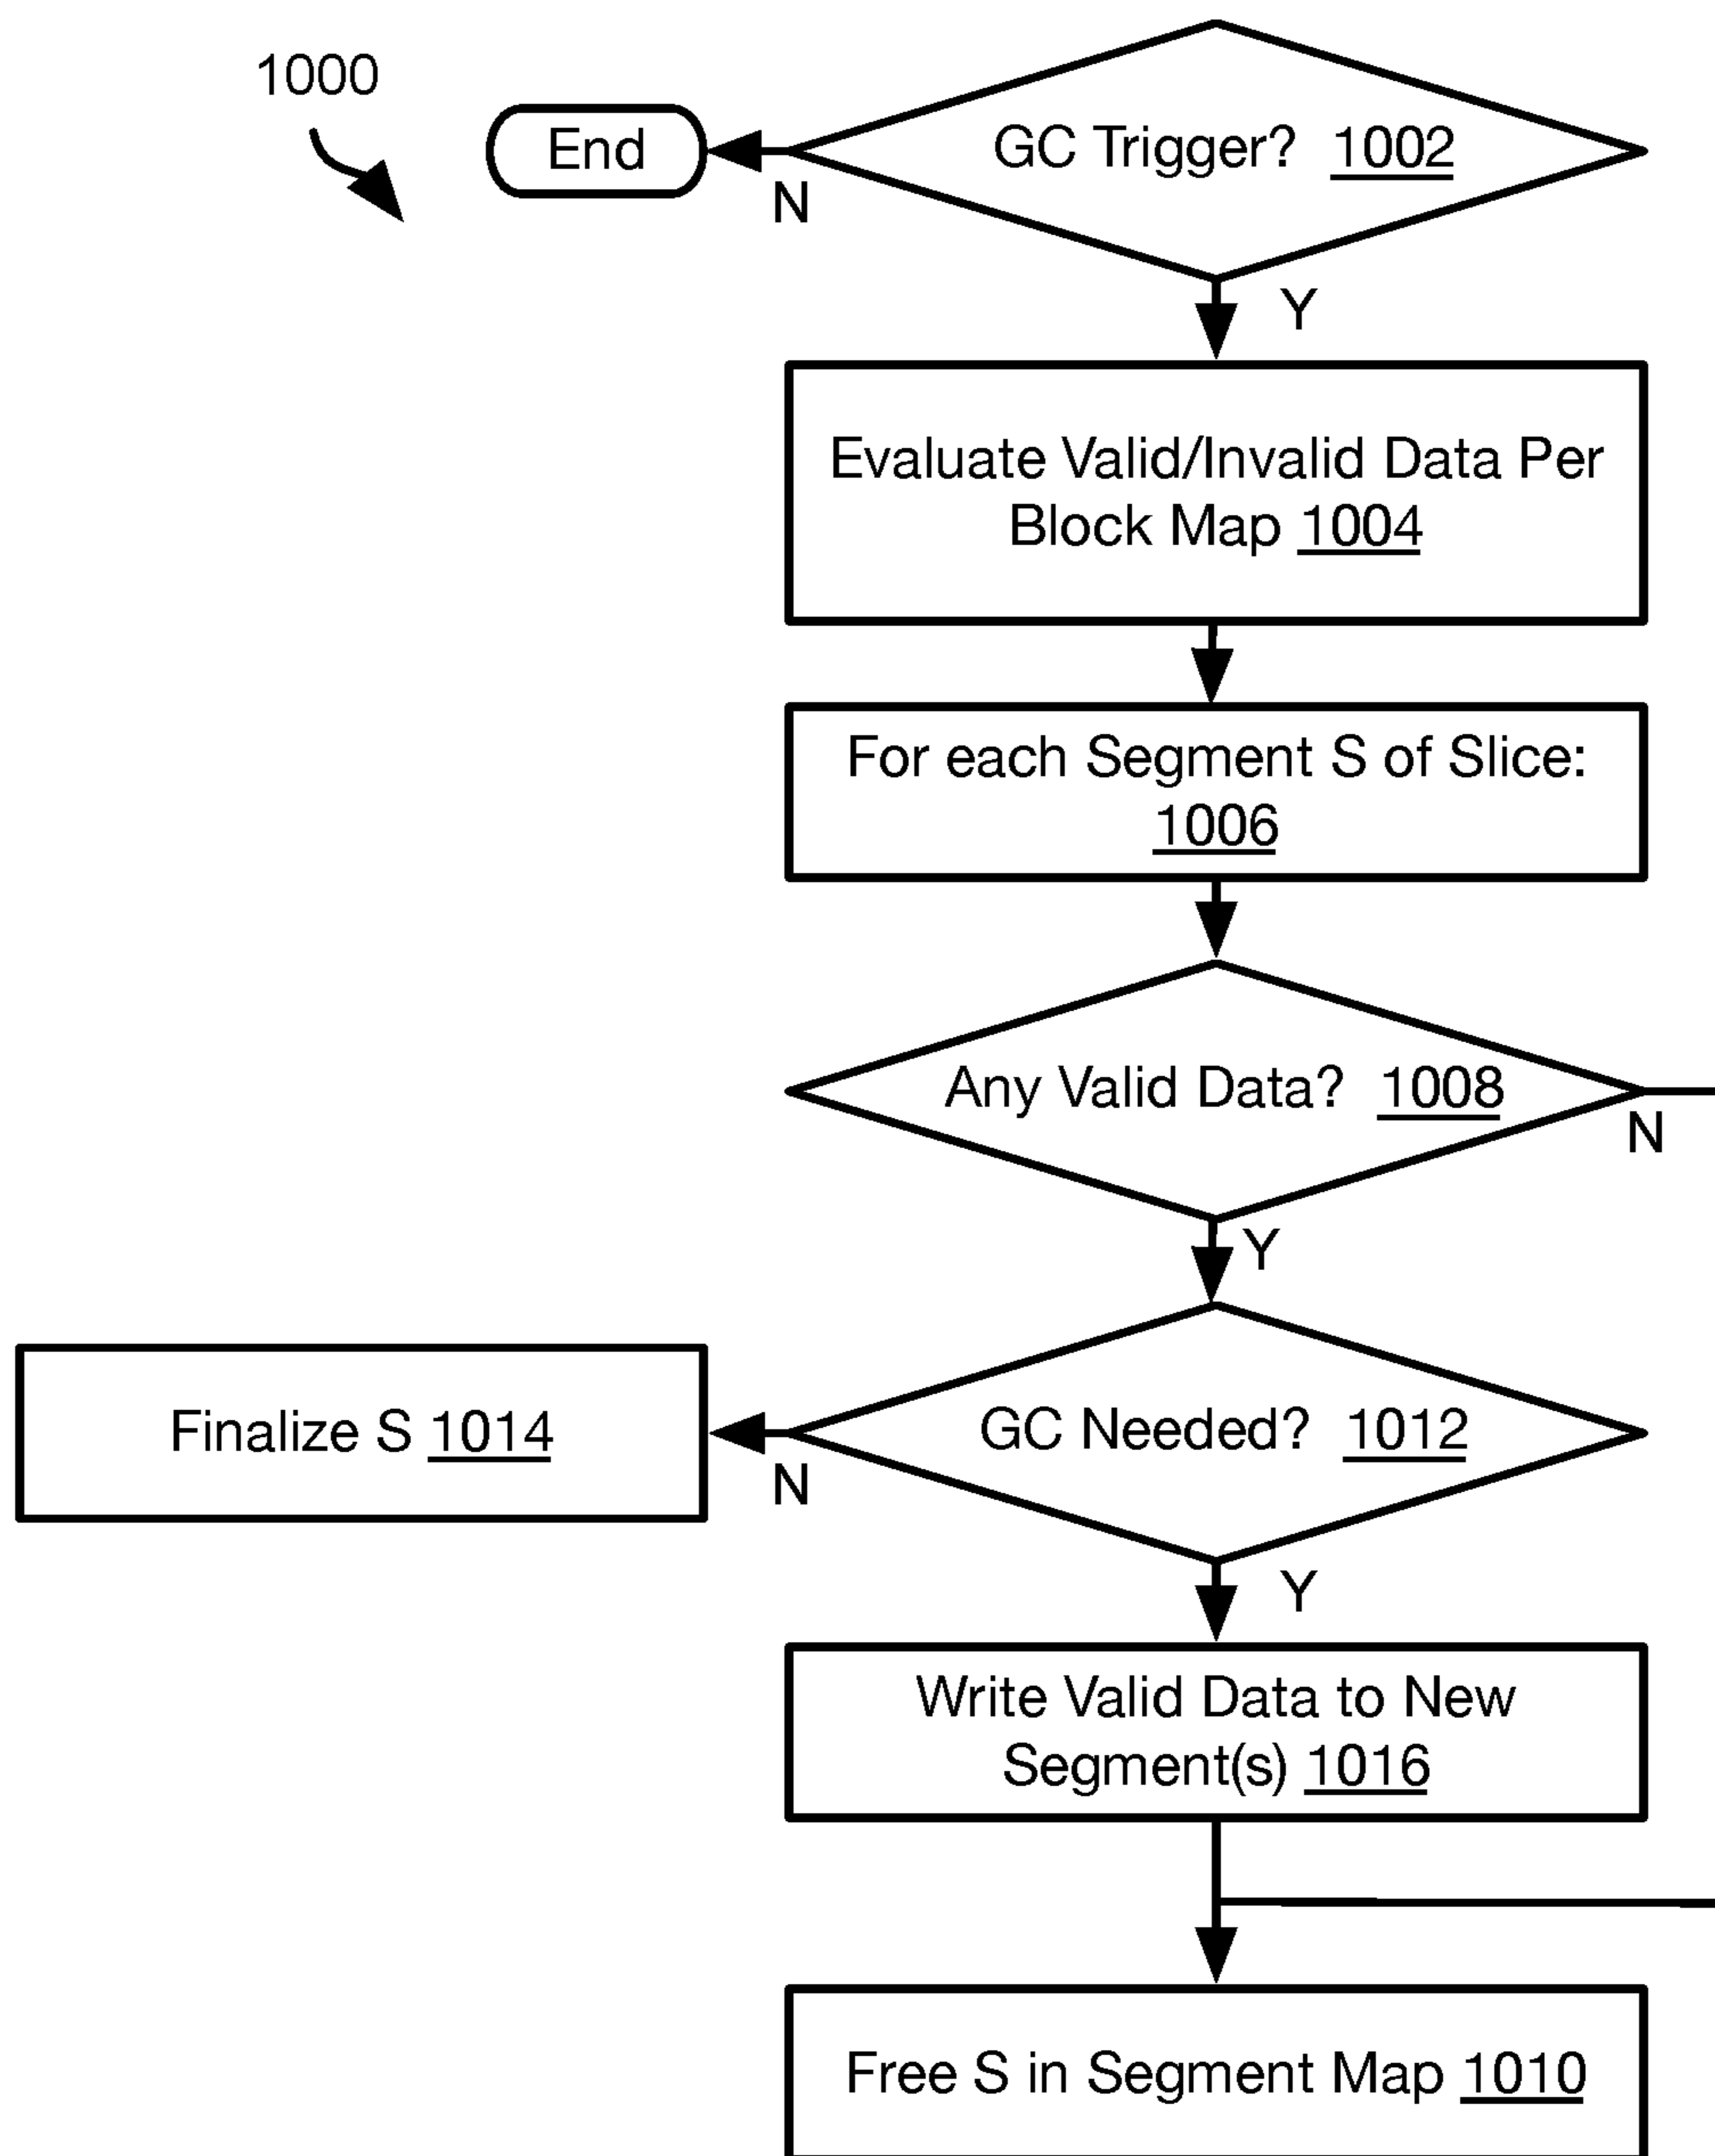 1000
End
GC Trigger? 1002
N
Y
Evaluate Valid/Invalid Data Per
Block Map 1004
For each Segment S of Slice:
1006
Any Valid Data? 1008
N
Y
Finalize S 1014
GC Needed? 1012
N
Y
Write Valid Data to New
Segment(s) 1016
Free S in Segment Map 1010